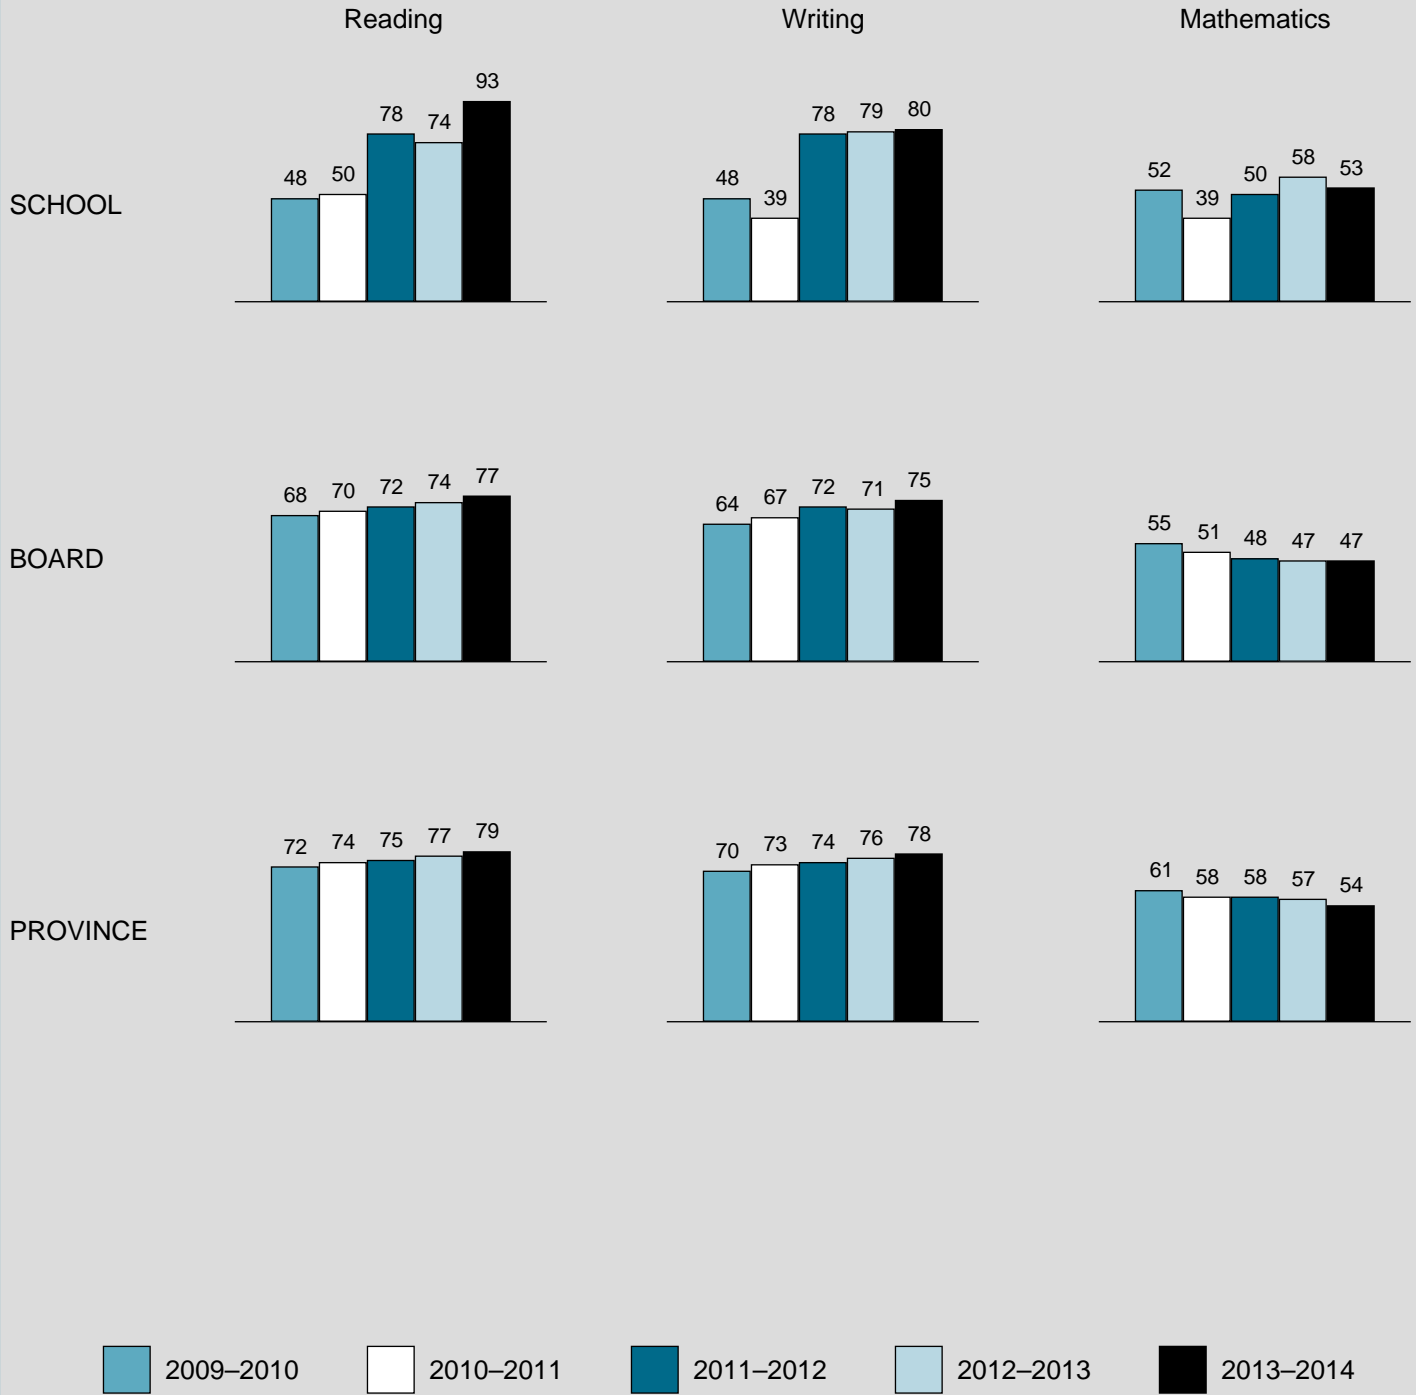 Reading Writing Mathematics
SCHOOL
48 50 78 74 93
48 39 78 79 80
52 39 50 58 53
BOARD
68 70 72 74 77
64 67 72 71 75
55 51 48 47 47
PROVINCE
72 74 75 77 79
70 73 74 76 78
61 58 58 57 54
2009–2010 2010–2011 2011–2012 2012–2013 2013–2014